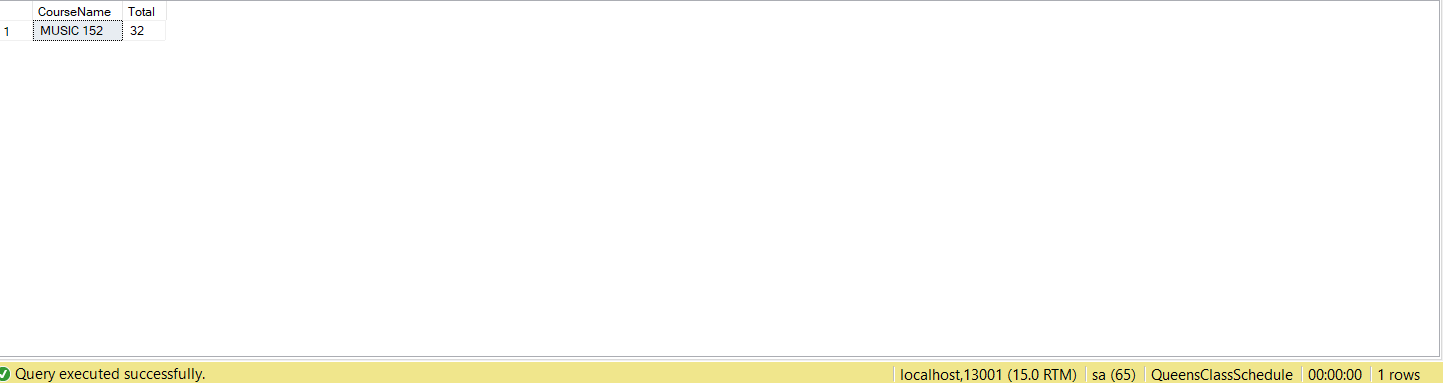 CourseName Total
1 MUSIC 152 32
Query executed successfully. localhost,13001 (15.0 RTM) sa (65) QueensClassSchedule 00:00:00 1 rows